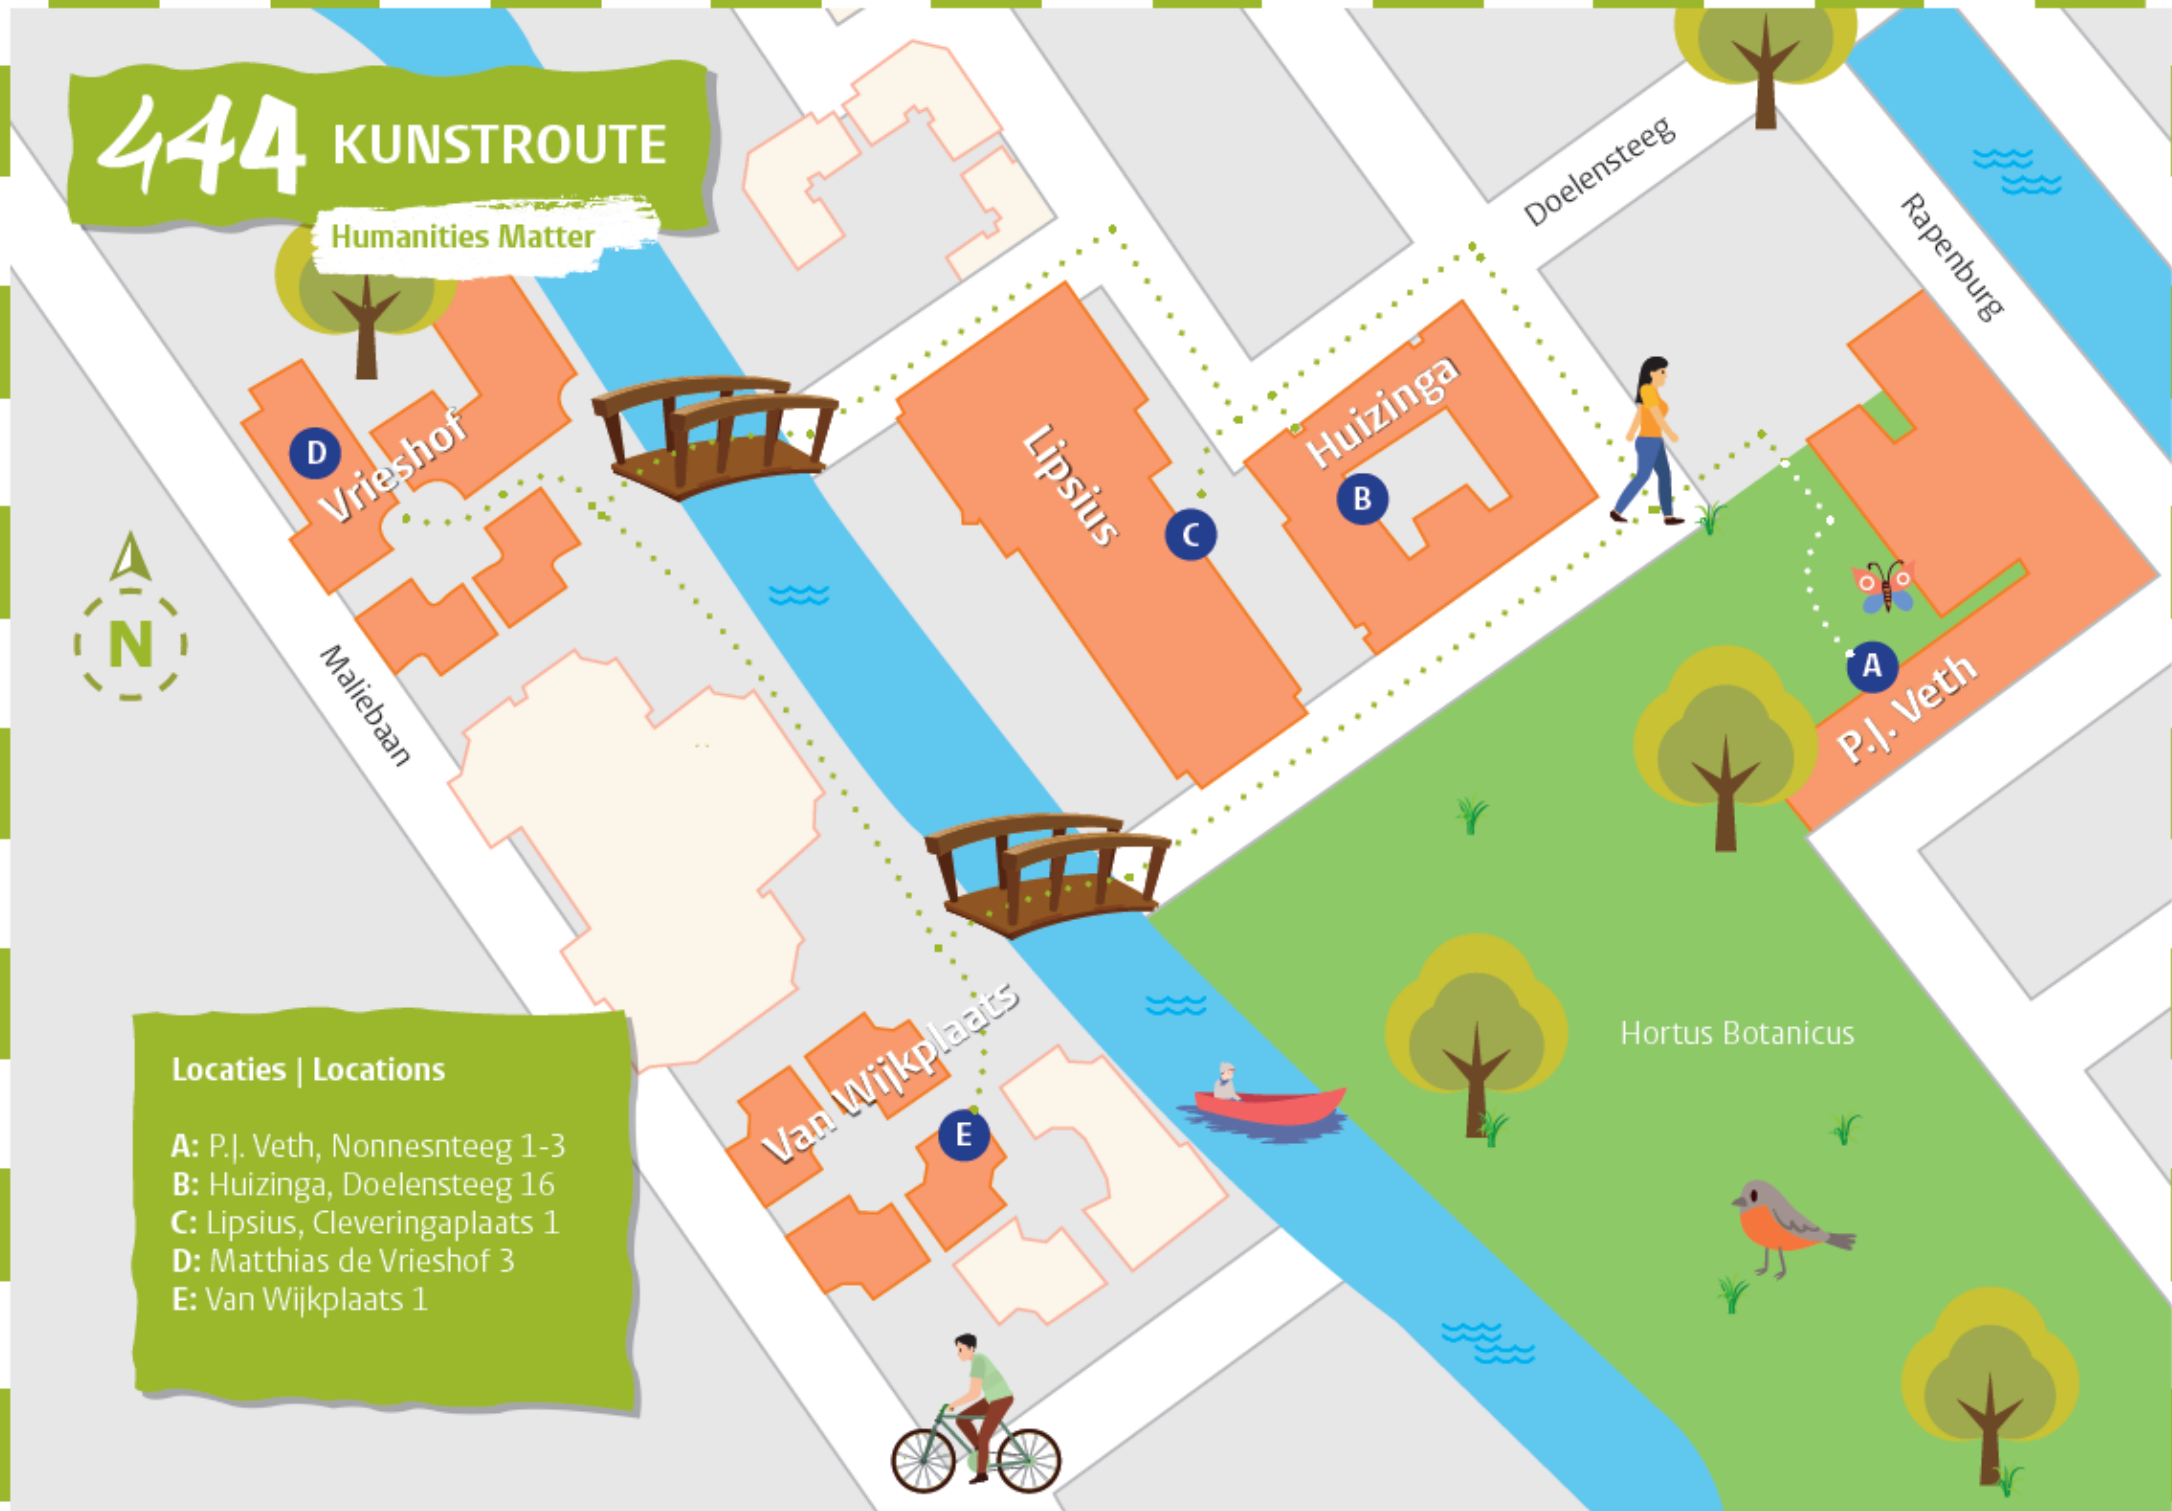 444 KUNSTROUTE
Humanities Matter
Doelensteeg
Rapenburg
Vrieshof
D
Lipsius
C
Huizinga
B
A
P.J. Veth
N
Maliebaan
Van Wijkplaats
E
Hortus Botanicus
Locaties | Locations
A: P.J. Veth, Nonnesnteeg 1-3
B: Huizinga, Doelensteeg 16
C: Lipsius, Cleveringaplaats 1
D: Matthias de Vrieshof 3
E: Van Wijkplaats 1